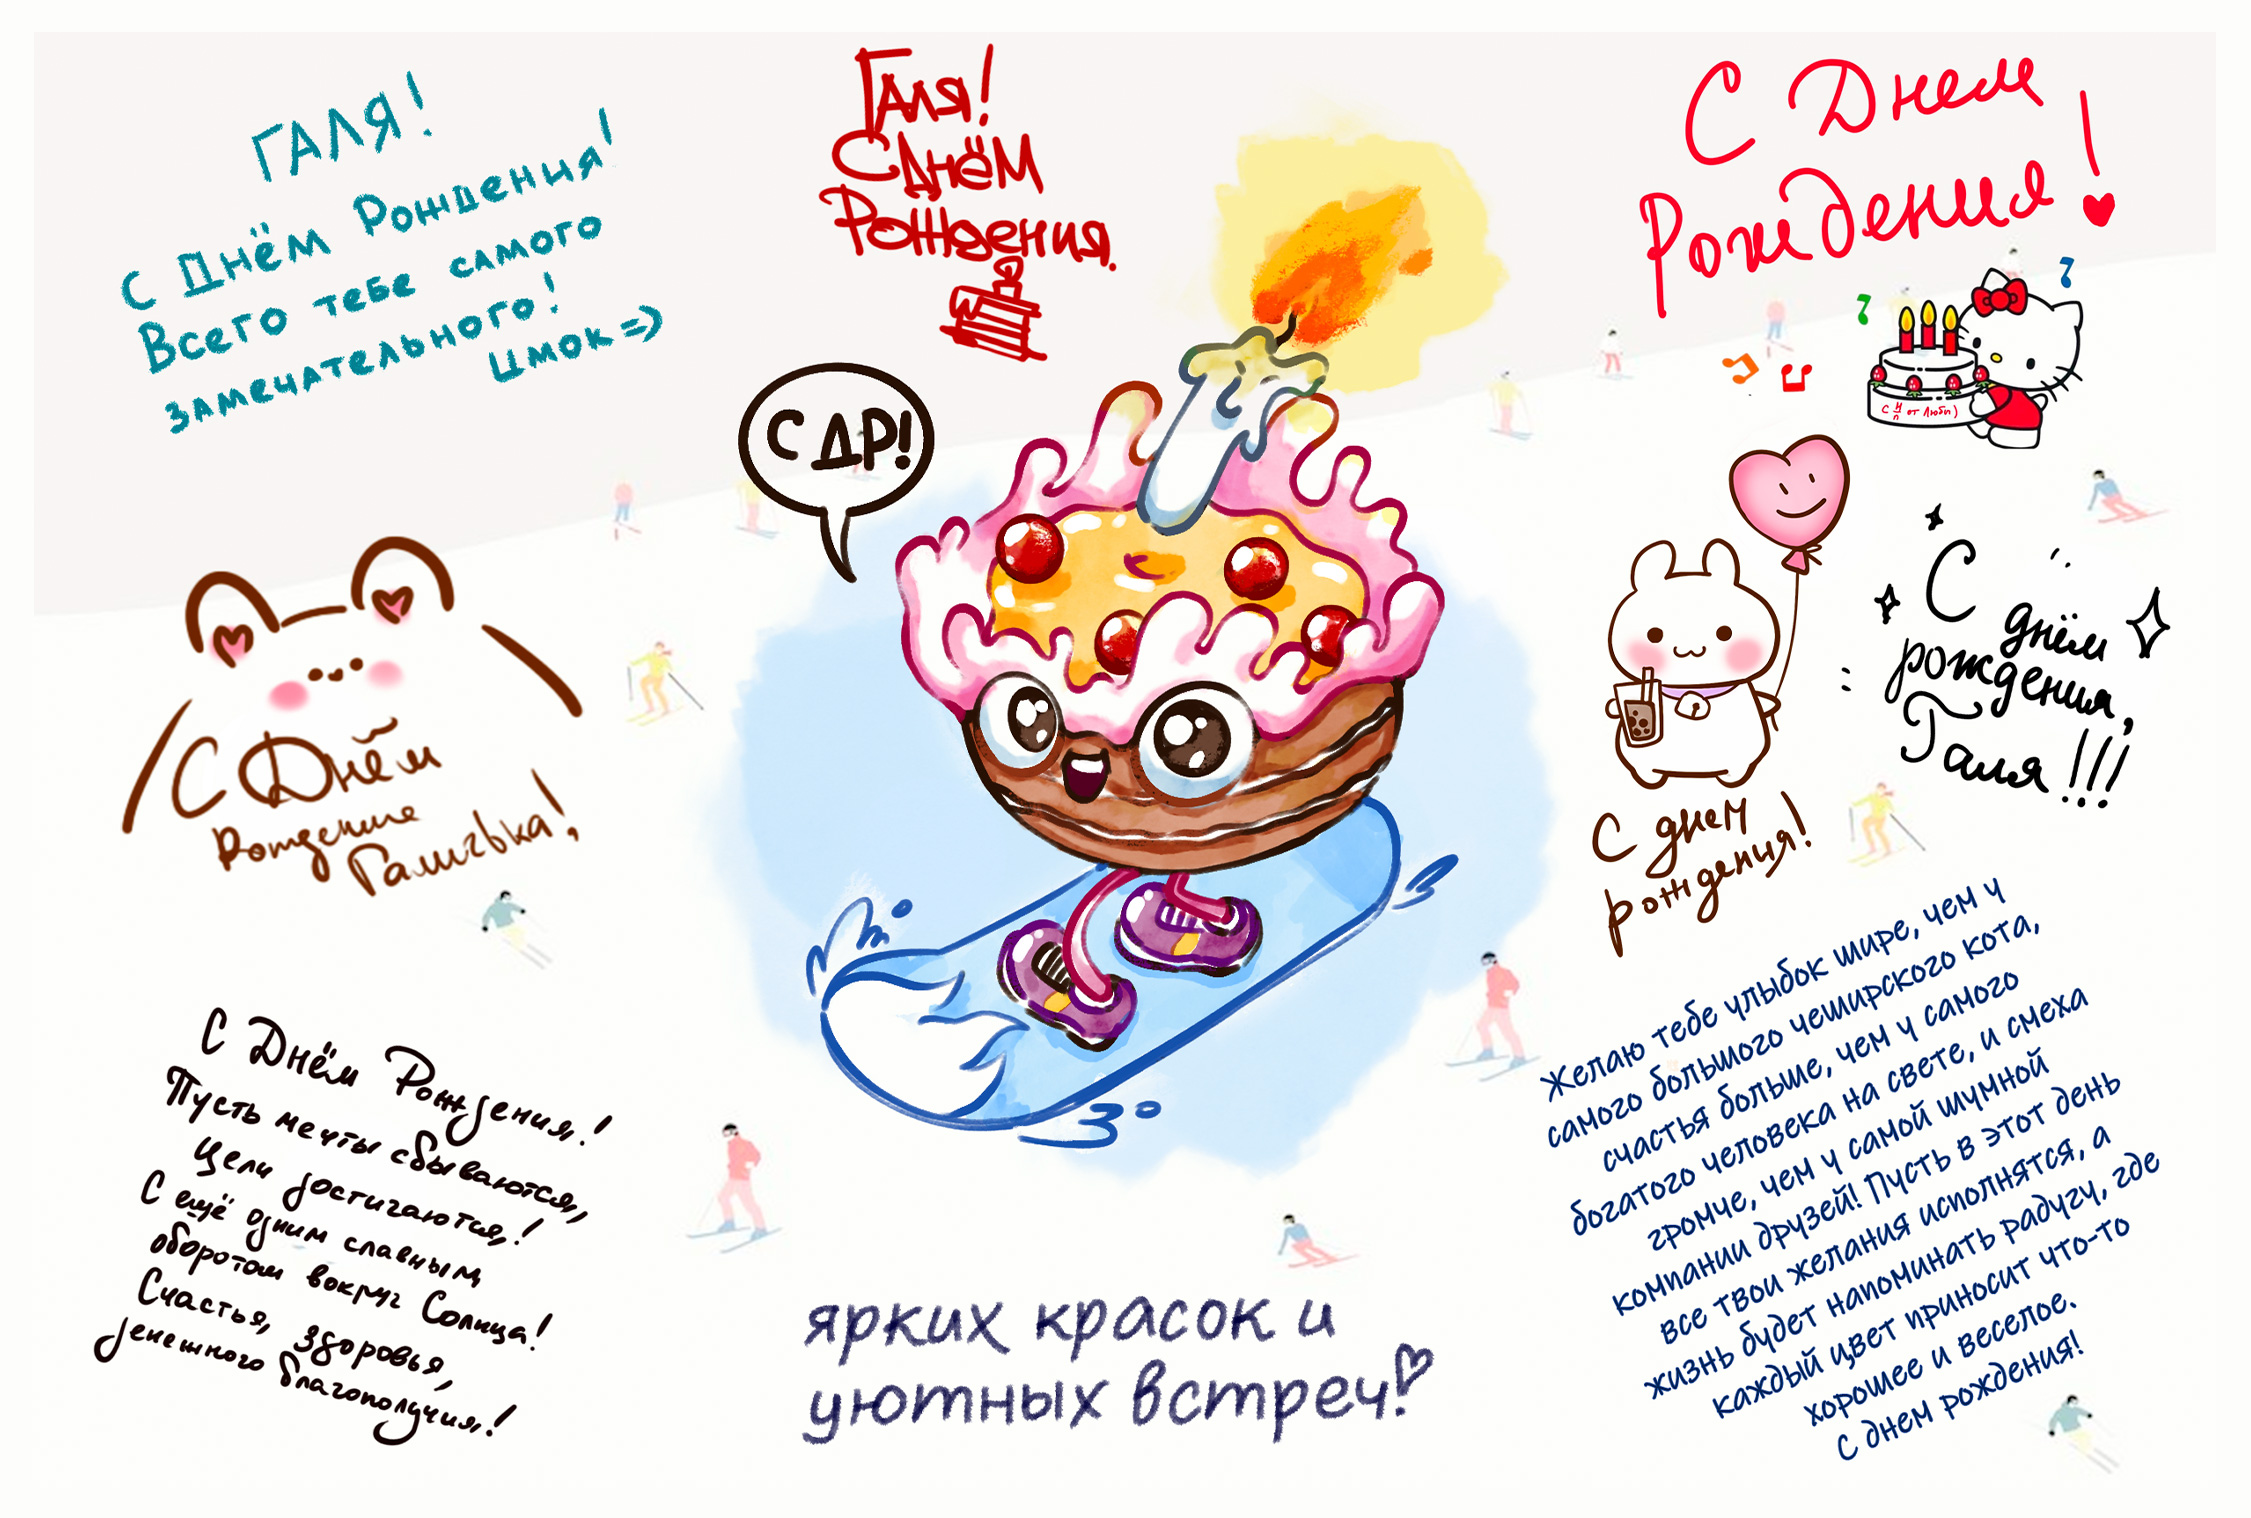 ГАЛЯ!
С Днём Рождения!
Всего тебе самого
замечательного!
Цмок=)
Галя!
С Днём
Рождения.
С Днем
Рождения!
С ДР!
С
от Любы)
С днём
рождения,
Галя!!!
С Днём
Рождение
С днем
рождения!
Желаю тебе улыбок шире, чем у
самого большого чеширского кота,
счастья больше, чем у самого
богатого человека на свете, и смеха
громче, чем у самой шумной
компании друзей! Пусть в этот день
все твои желания исполнятся, а
жизнь будет напоминать радугу, где
каждый цвет приносит что-то
хорошее и веселое.
С днем рождения!
С Днём Рождения!
Пусть мечты сбываются,
Цели достигаются!
С ещё одним славным
оборотом вокруг Солнца!
Счастья, здоровья,
денежного благополучия!
ярких красок и
уютных встреч!